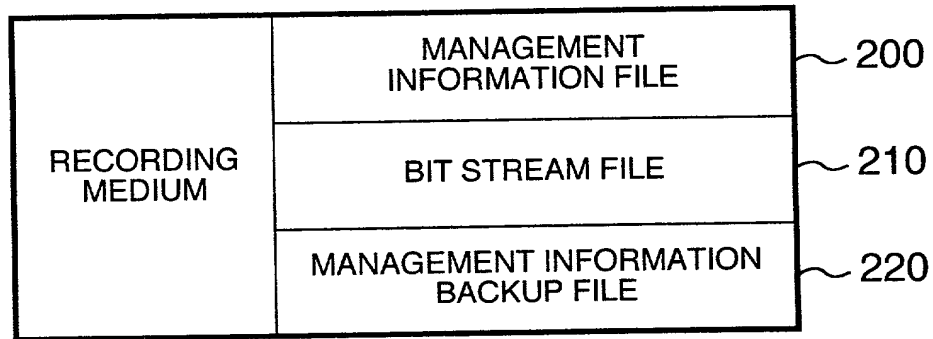 RECORDING
MEDIUM
MANAGEMENT
INFORMATION FILE
200
BIT STREAM FILE
210
MANAGEMENT INFORMATION
BACKUP FILE
220